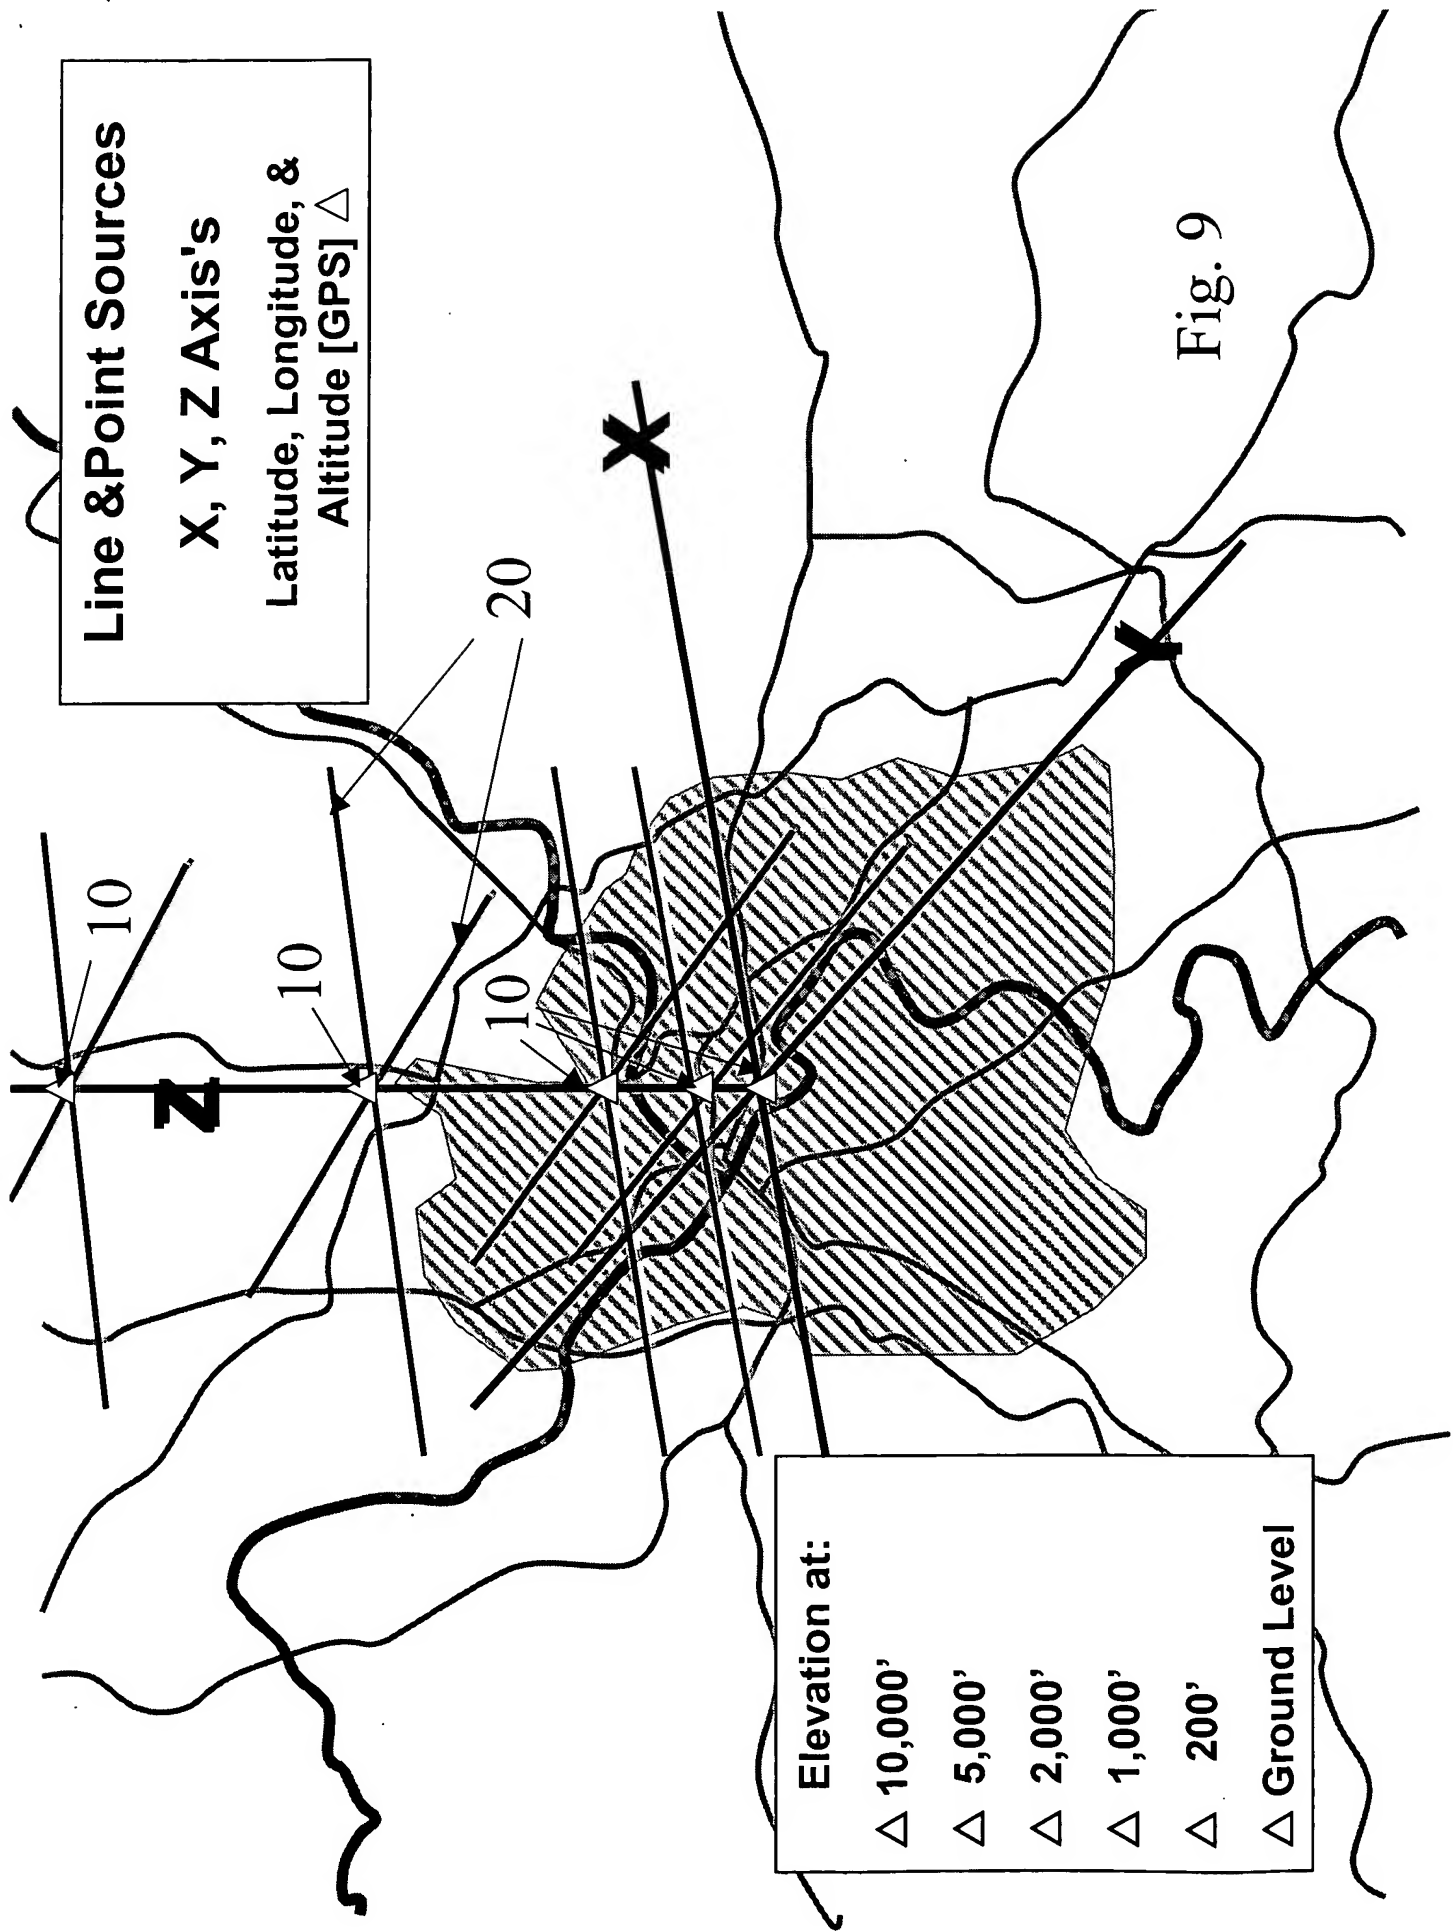 Line &Point Sources
X, Y, Z Axis's
Latitude, Longitude, &
Altitude [GPS] △
10
Z
10
20
10
X
Y
Elevation at:
△ 10,000’
△ 5,000’
△ 2,000’
△ 1,000’
△ 200’
△ Ground Level
Fig. 9